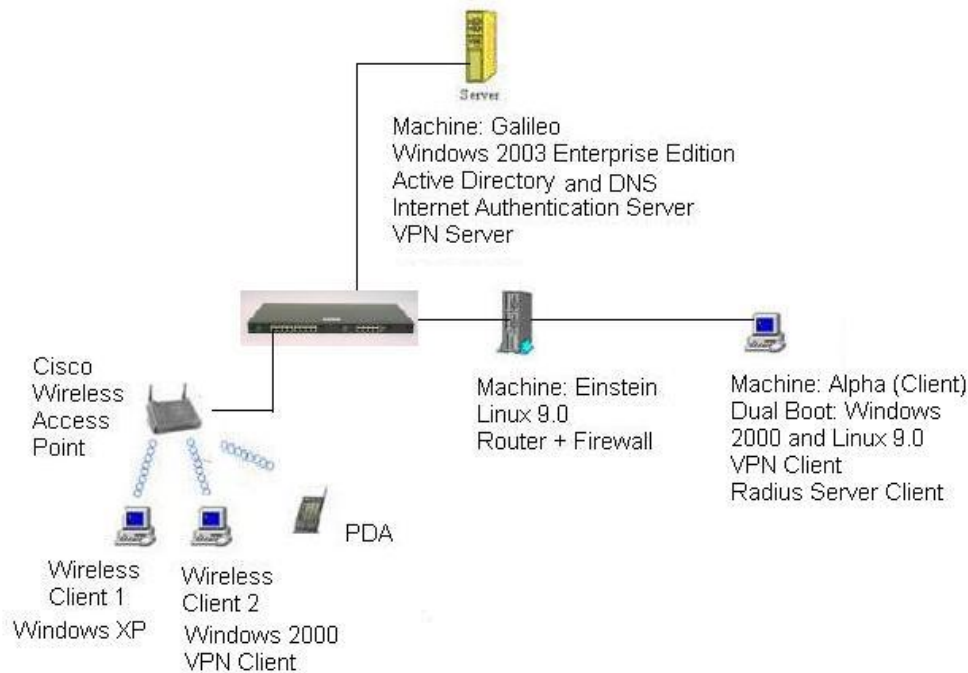 Server
Machine: Galileo
Windows 2003 Enterprise Edition
Active Directory and DNS
Internet Authentication Server
VPN Server
Cisco
Wireless
Access
Point
Machine: Einstein
Linux 9.0
Router + Firewall
Machine: Alpha (Client)
Dual Boot: Windows
2000 and Linux 9.0
VPN Client
Radius Server Client
PDA
Wireless
Client 1
Windows XP
Wireless
Client 2
Windows 2000
VPN Client